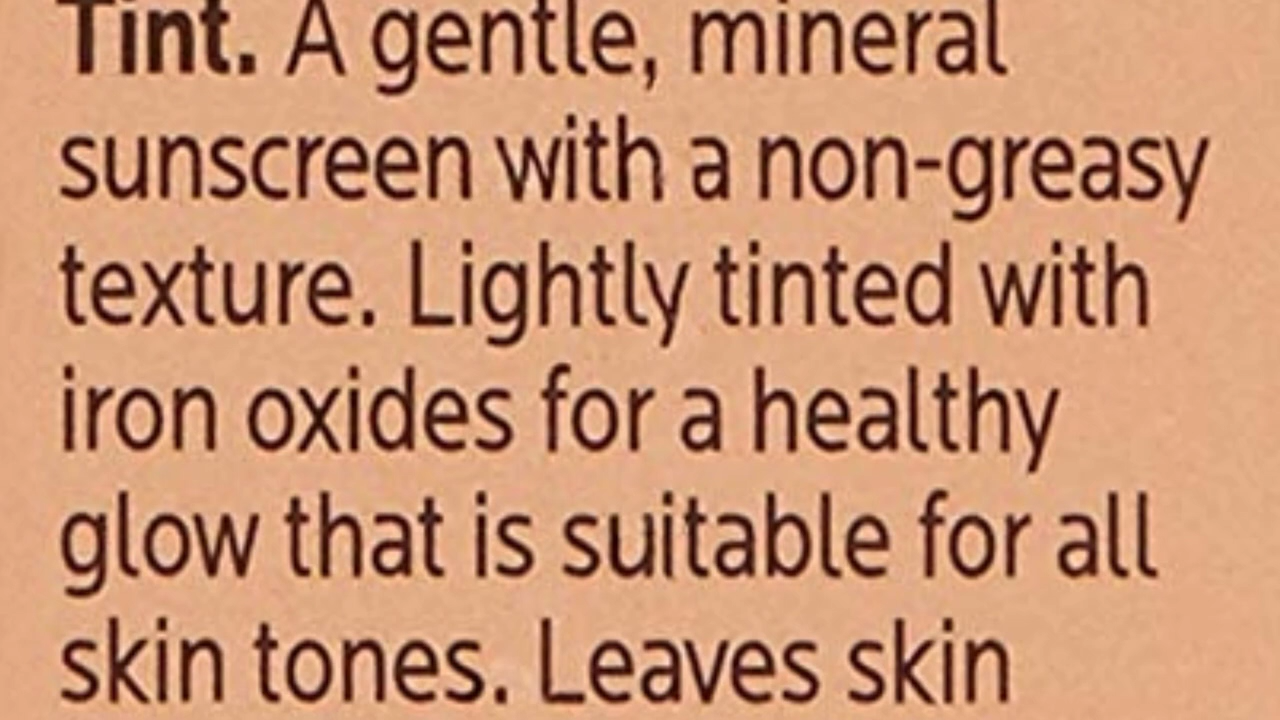 Tint. A gentle, mineral
sunscreen with a non-greasy
texture. Lightly tinted with
iron oxides for a healthy
glow that is suitable for all
skin tones. Leaves skin